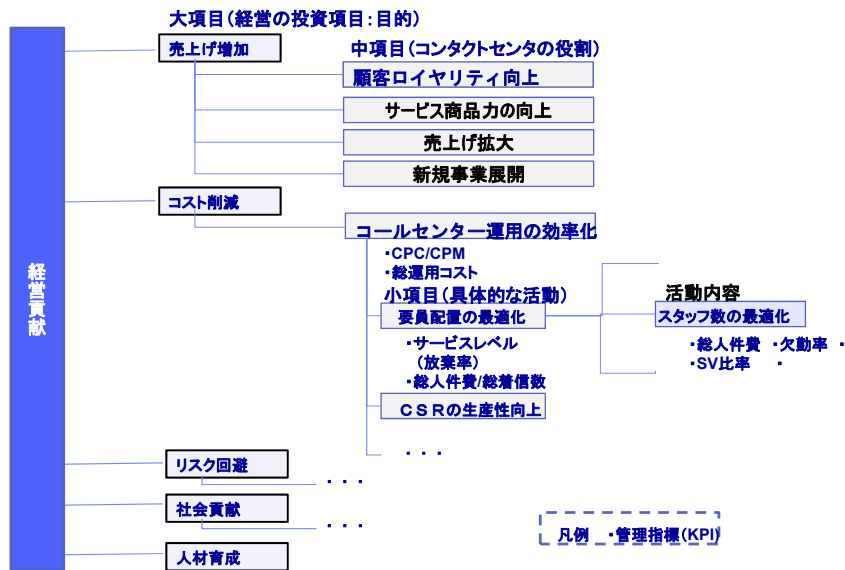 大項目(経営の投資項目:目的)
売上げ増加
中項目(コンタクトセンタの役割)
顧客ロイヤリティ向上
サービス商品力の向上
売上げ拡大
新規事業展開
コスト削減
コールセンター運用の効率化
・CPC/CPM
・総運用コスト
小項目(具体的な活動)
要員配置の最適化
・サービスレベル
(放棄率)
・総人件費/総着信数
CSRの生産性向上
・・・
活動内容
スタッフ数の最適化
・総人件費 ・欠勤率 ・
・SV比率 ・
経営貢献
リスク回避
・・・
社会貢献
・・・
人材育成
凡例 ・管理指標(KPI)